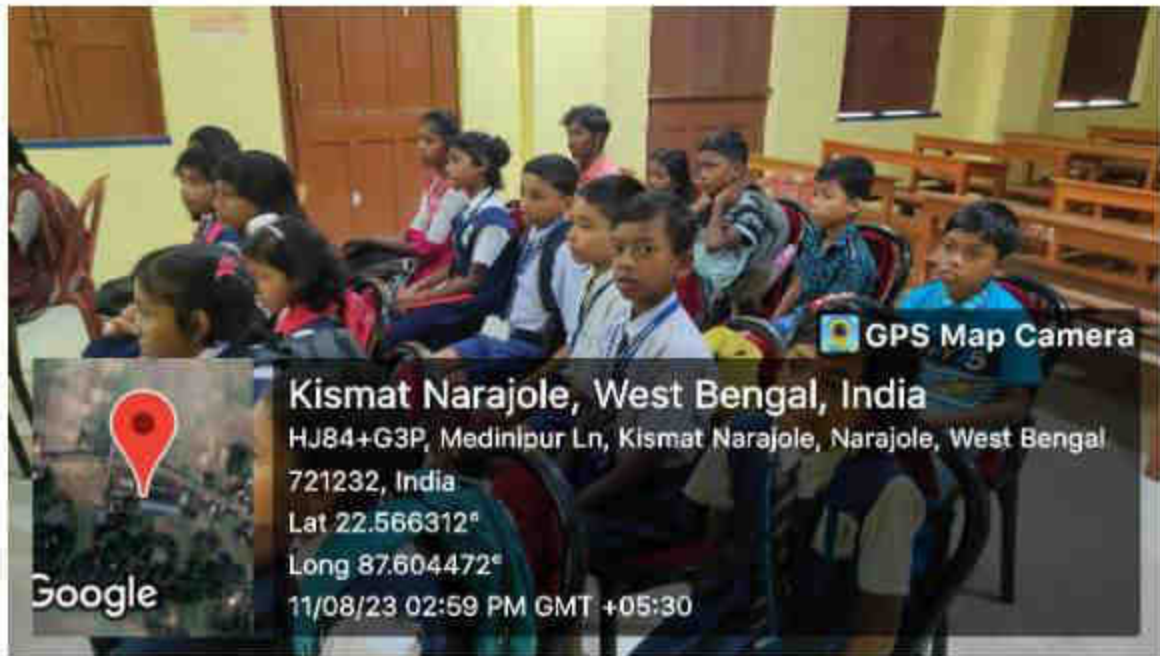 GPS Map Camera
Kismat Narajole, West Bengal, India
HJ84+G3P, Medinipur Ln, Kismat Narajole, Narajole, West Bengal
721232, India
Lat 22.566312°
Long 87.604472°
11/08/23 02:59 PM GMT +05:30
Google